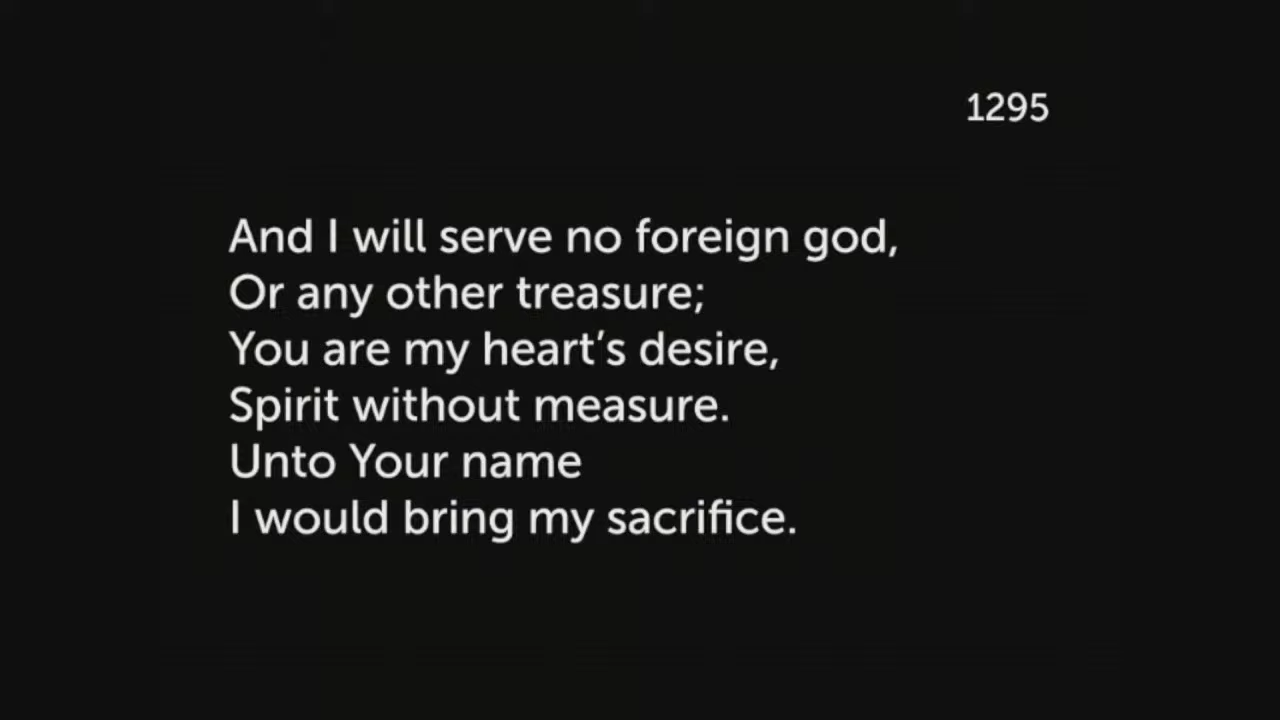 1295
And I will serve no foreign god,
Or any other treasure;
You are my heart’s desire,
Spirit without measure.
Unto Your name
I would bring my sacrifice.